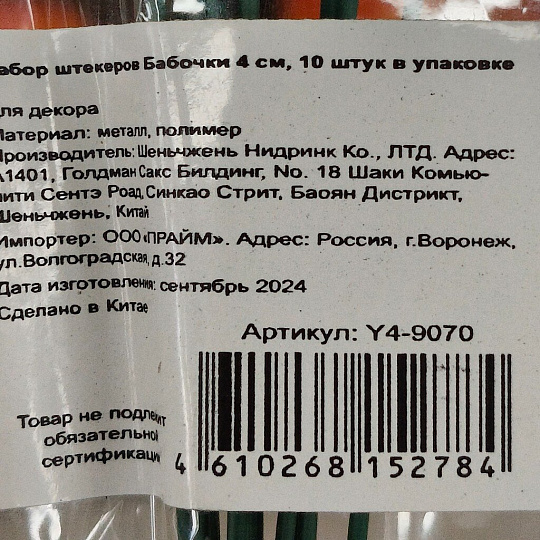 абор штекеров Бабочки 4 см, 10 штук в упаковке
ля декора
Материал: металл, полимер
Производитель: Шеньчжень Нидринк Ко., ЛТД. Адрес:
А1401, Голдман Сакс Билдинг, No. 18 Шаки Комью-
нити Сентэ Роад, Синкао Стрит, Баоян Дистрикт,
Шеньчжень, Китай
Импортер: ООО «ПРАЙМ». Адрес: Россия, г.Воронеж,
ул.Волгоградская, д.32
Дата изготовления: сентябрь 2024
Сделано в Китае
Артикул: Y4-9070
Товар не подлежит
обязательной
сертификации
4 610268 152784